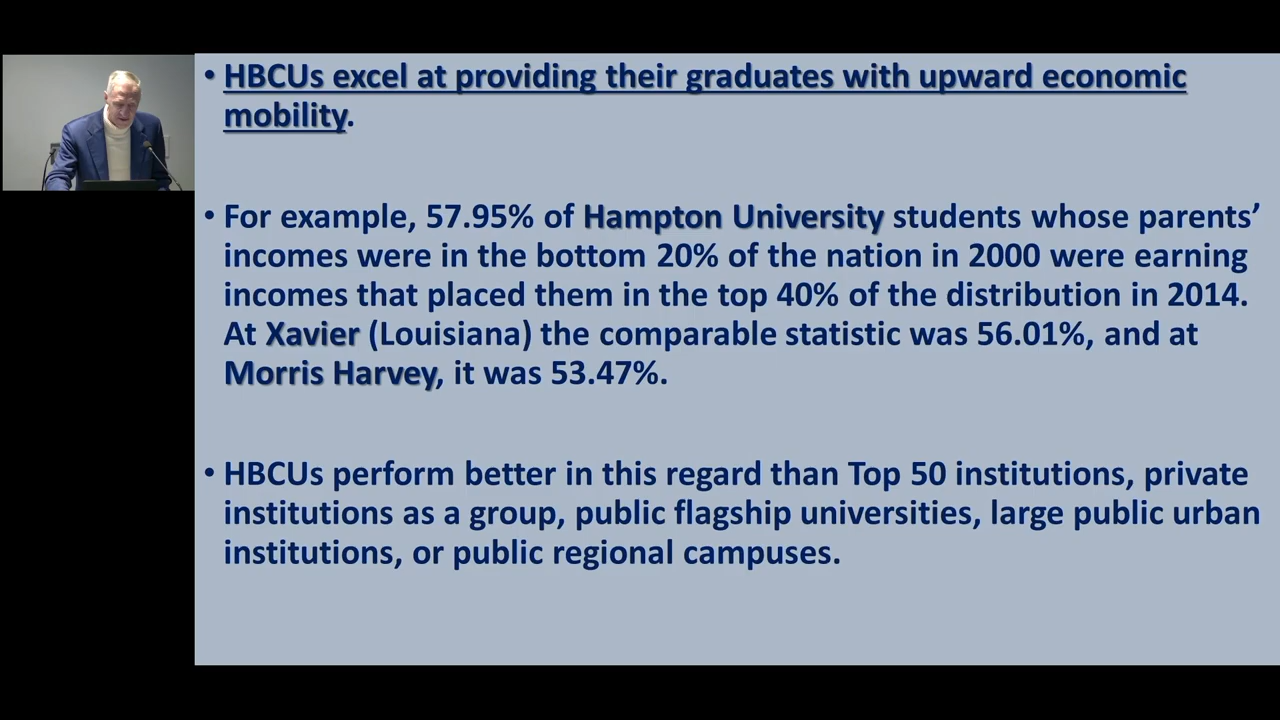 • HBCUs excel at providing their graduates with upward economic
mobility.
• For example, 57.95% of Hampton University students whose parents’
incomes were in the bottom 20% of the nation in 2000 were earning
incomes that placed them in the top 40% of the distribution in 2014.
At Xavier (Louisiana) the comparable statistic was 56.01%, and at
Morris Harvey, it was 53.47%.
• HBCUs perform better in this regard than Top 50 institutions, private
institutions as a group, public flagship universities, large public urban
institutions, or public regional campuses.